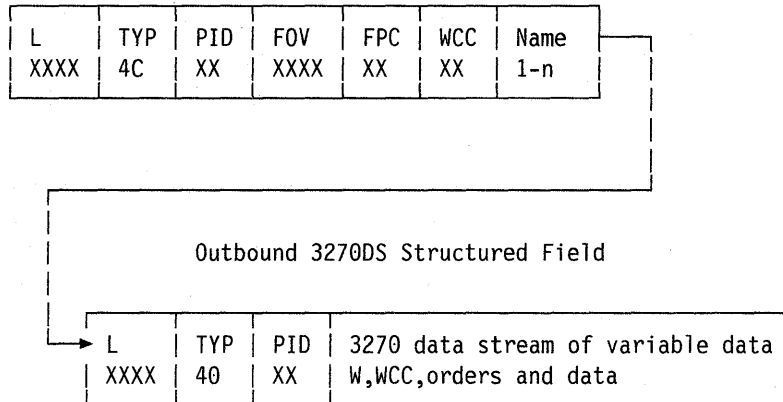 L TYP PID FOV FPC WCC Name
XXXX 4C XX XXXX XX XX 1-n
Outbound 3270DS Structured Field
L TYP PID 3270 data stream of variable data
XXXX 40 XX W,WCC,orders and data